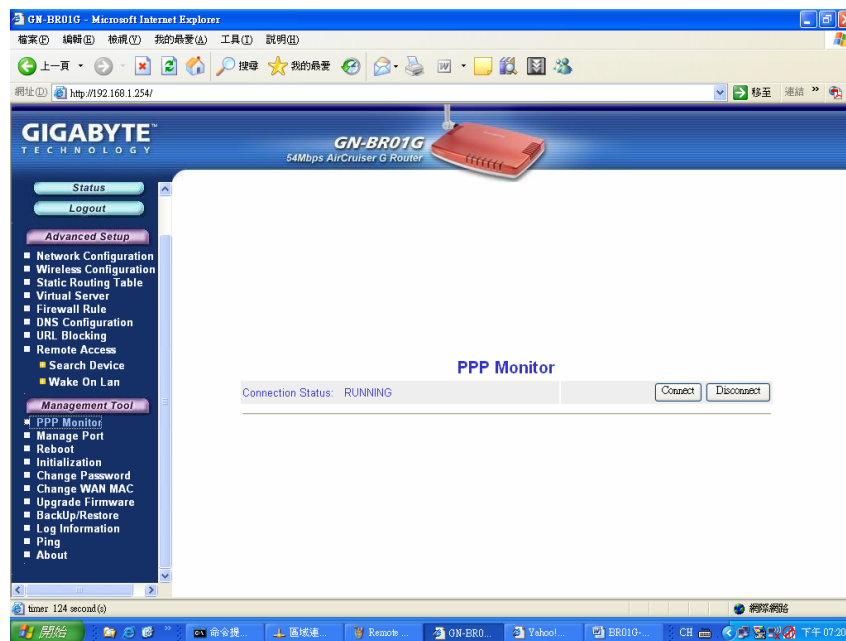 GN-BR01G - Microsoft Internet Explorer
檔案(F) 編輯(E) 檢視(V) 我的最愛(A) 工具(T) 說明(H)
上一頁 搜尋 我的最愛
網址(D) http://192.168.1.254/ 移至 連結 »
GIGABYTE™
TECHNOLOGY
GN-BR01G
54Mbps AirCruiser G Router
Status
Logout
Advanced Setup
Network Configuration
Wireless Configuration
Static Routing Table
Virtual Server
Firewall Rule
DNS Configuration
URL Blocking
Remote Access
Search Device
Wake On Lan
Management Tool
PPP Monitor
Manage Port
Reboot
Initialization
Change Password
Change WAN MAC
Upgrade Firmware
BackUp/Restore
Log Information
Ping
About
PPP Monitor
Connection Status: RUNNING Connect Disconnect
timer 124 second(s) 網際網路
開始 » 命令提... 區域連... Remote ... GN-BR0... Yahoo!... BR01G-... CH 下午 07:20